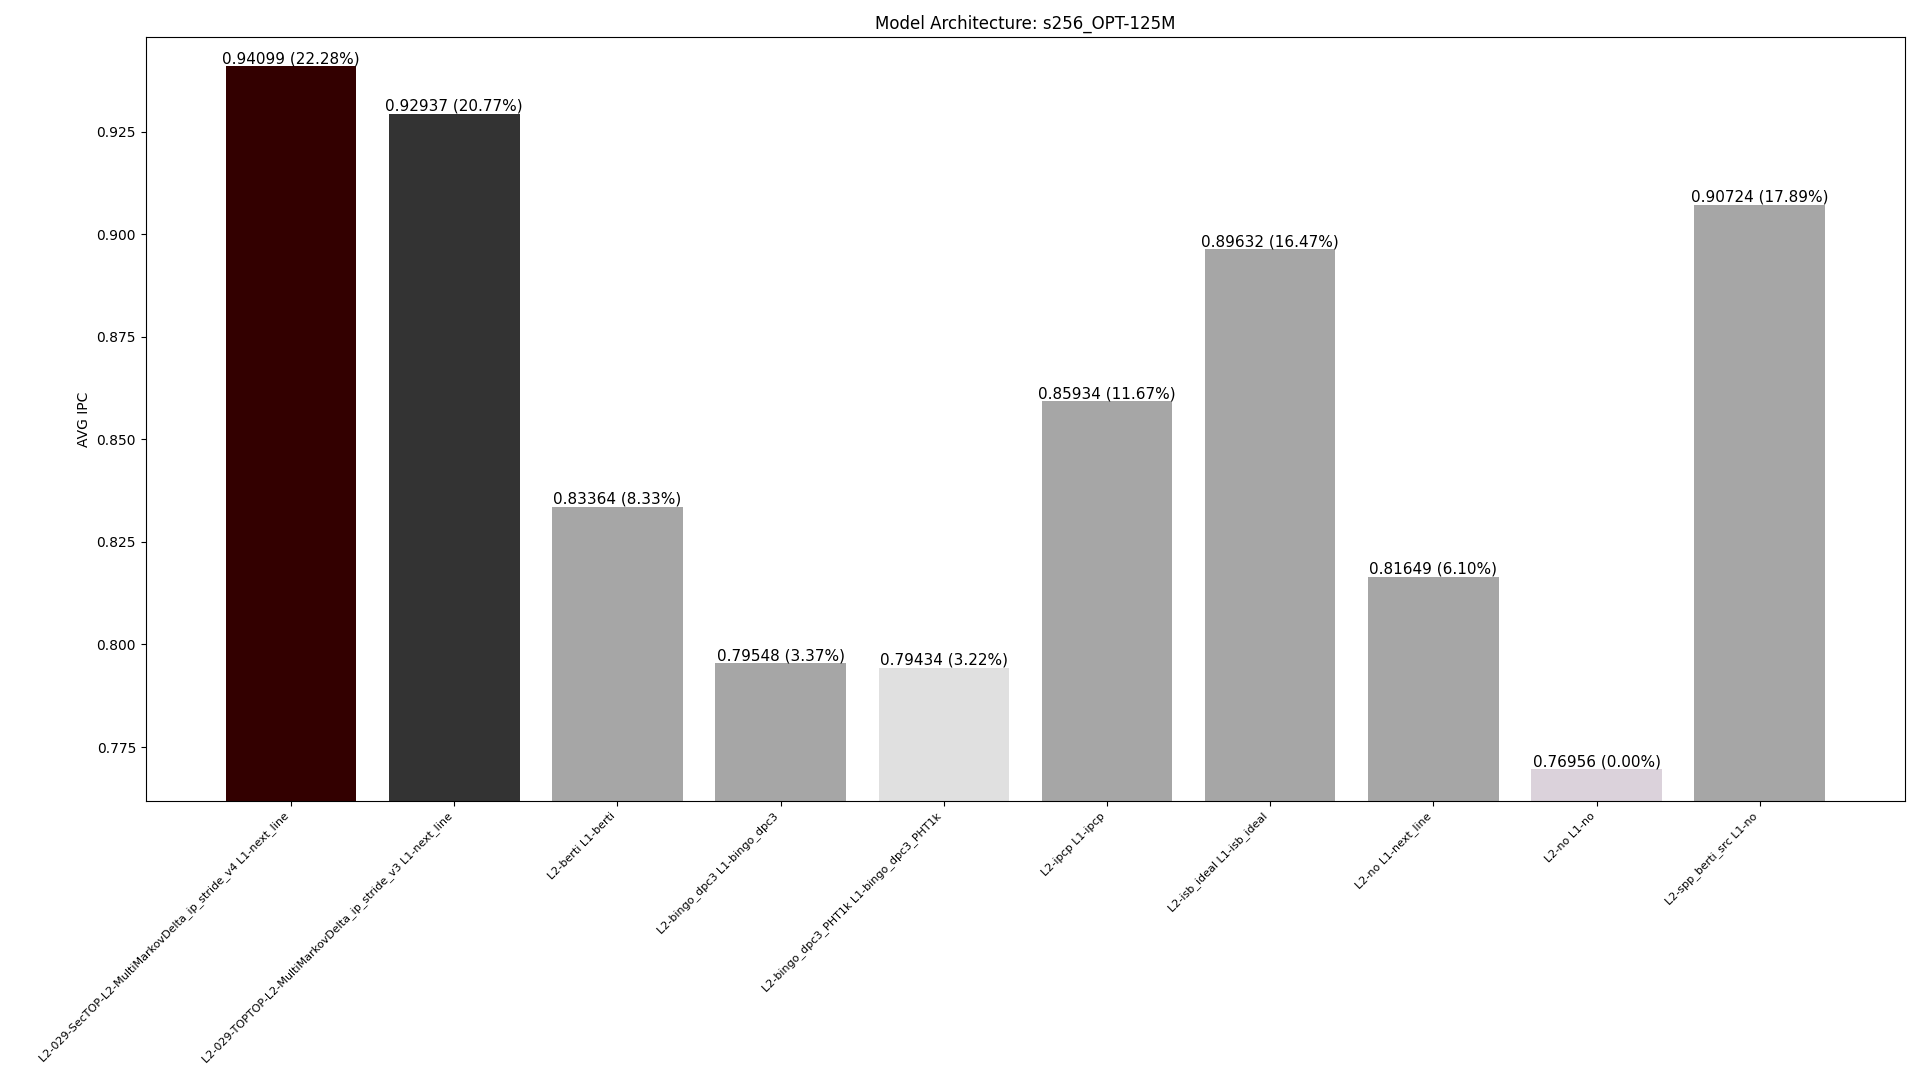 Model Architecture: s256_OPT-125M
0.94099 (22.28%)
0.92937 (20.77%)
0.83364 (8.33%)
0.79548 (3.37%)
0.79434 (3.22%)
0.85934 (11.67%)
0.89632 (16.47%)
0.81649 (6.10%)
0.76956 (0.00%)
0.90724 (17.89%)
AVG IPC
0.925
0.900
0.875
0.850
0.825
0.800
0.775
L2-029-SecTOP-L2-MultiMarkovDelta_ip_stride_v4 L1-next_line
L2-029-TOPTOP-L2-MultiMarkovDelta_ip_stride_v3 L1-next_line
L2-berti L1-berti
L2-bingo_dpc3 L1-bingo_dpc3
L2-bingo_dpc3_PHT1k L1-bingo_dpc3_PHT1k
L2-ipcp L1-ipcp
L2-isb_ideal L1-isb_ideal
L2-no L1-next_line
L2-no L1-no
L2-spp_berti_src L1-no